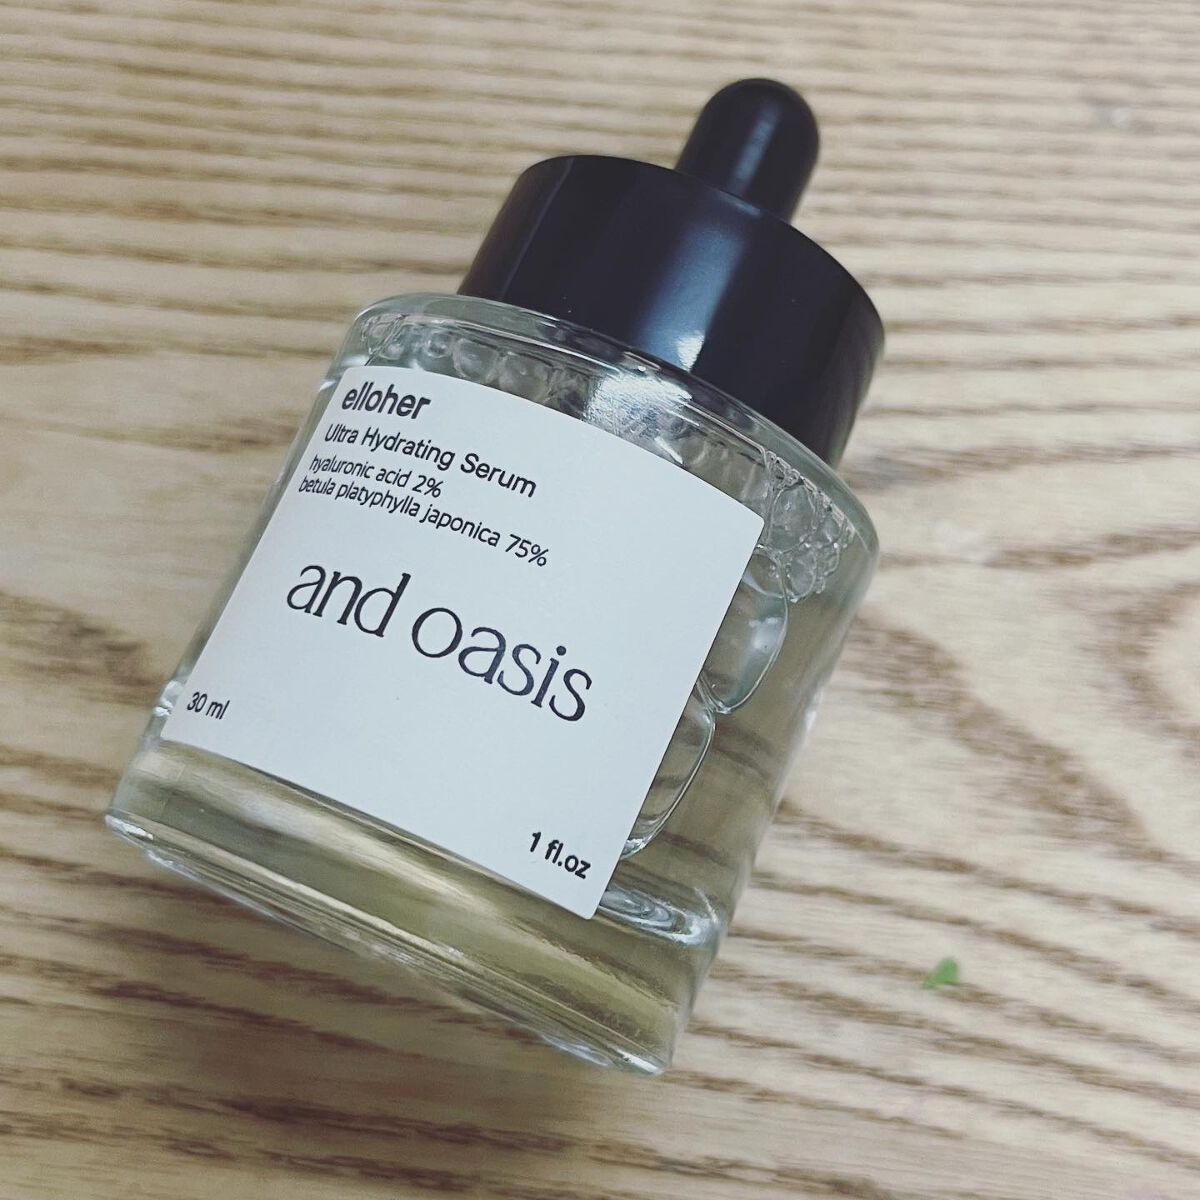 elloher
Ultra Hydrating Serum
hyaluronic acid 2%
betula platyphylla japonica 75%
and oasis
30 ml
1 fl.oz